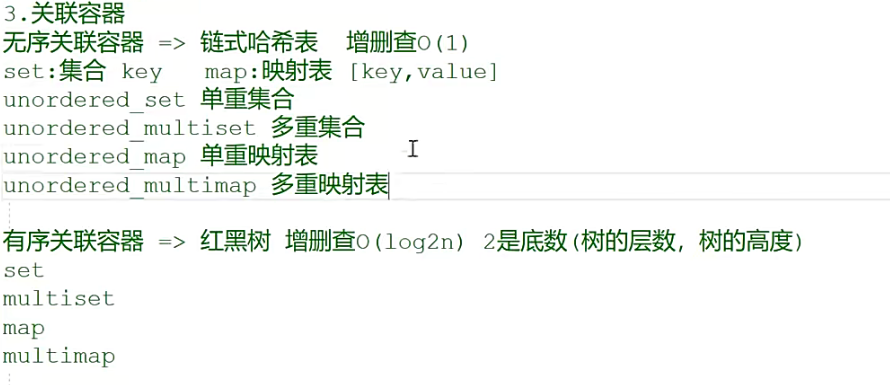 3.关联容器
无序关联容器 => 链式哈希表  增删查O(1)
set:集合 key   map:映射表 [key,value]
unordered_set 单重集合
unordered_multiset 多重集合
unordered_map 单重映射表
unordered_multimap 多重映射表
有序关联容器 => 红黑树 增删查O(log2n) 2是底数(树的层数，树的高度)
set
multiset
map
multimap